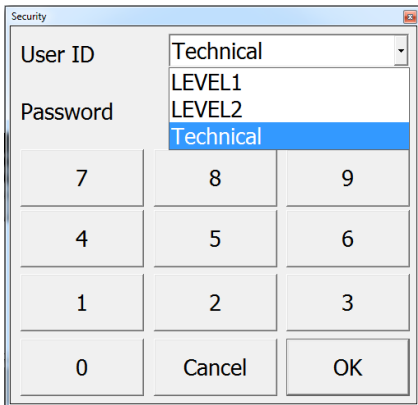 Security
User ID Technical
LEVEL1
Password LEVEL2
Technical
7 8 9
4 5 6
1 2 3
0 Cancel OK